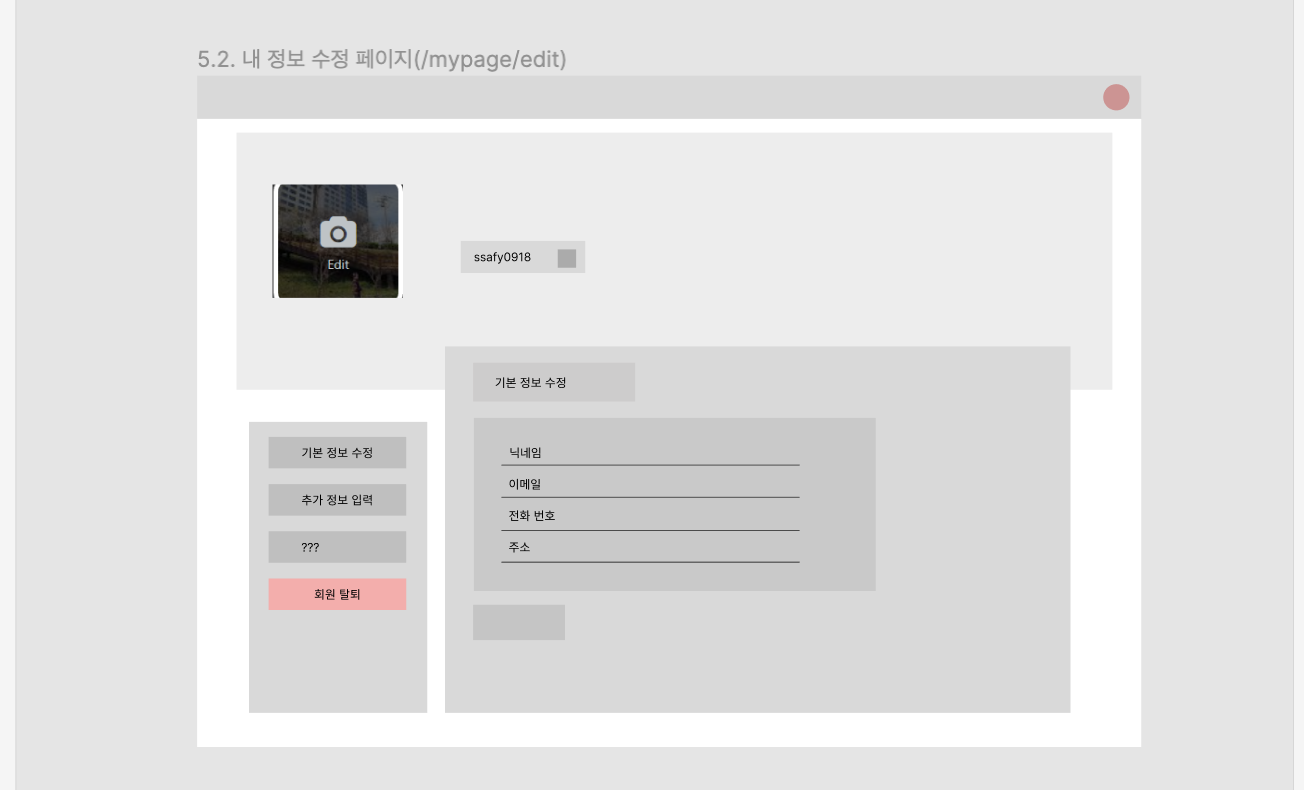 5.2. 내 정보 수정 페이지(/mypage/edit)
Edit
ssafy0918
기본 정보 수정
추가 정보 입력
???
회원 탈퇴
기본 정보 수정
닉네임
이메일
전화 번호
주소